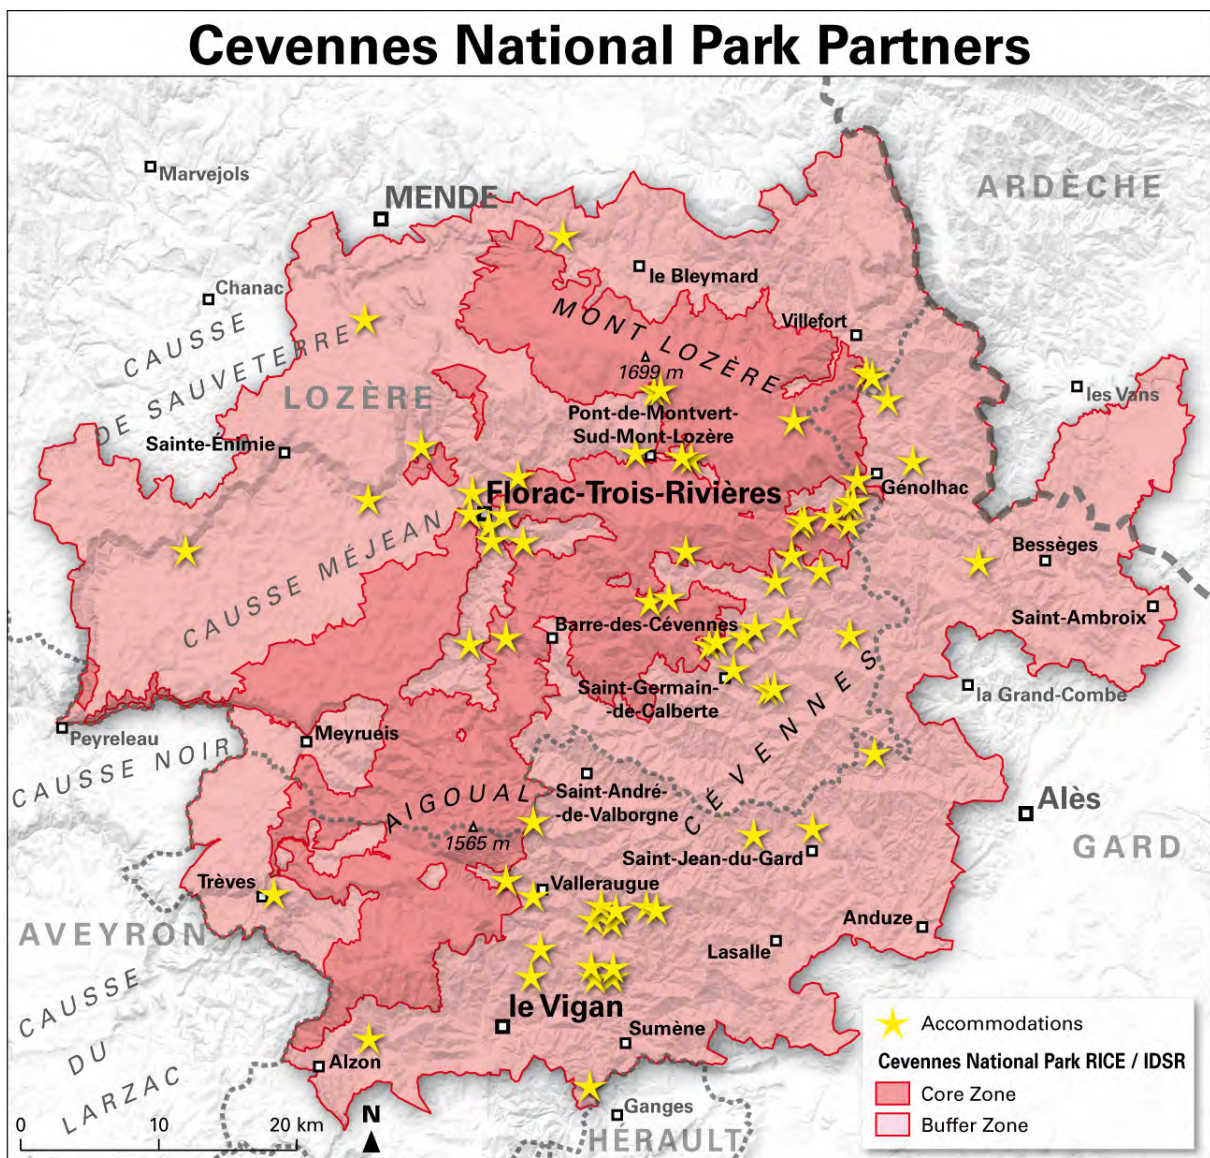 Cevennes National Park Partners
Marvejols
MENDE
ARDÈCHE
le Bleymard
Chanac
CAUSSE
DE SAUVETERRE
MONT LOZÈRE
Villefort
1699 m
LOZÈRE
les Vans
Pont-de-Montvert-
Sud-Mont-Lozère
Sainte-Énimie
Florac-Trois-Rivières
Génolhac
CAUSSE MÉJEAN
Bessèges
Saint-Ambroix
Barre-des-Cévennes
Saint-Germain-
-de-Calberte
la Grand-Combe
CÉVENNES
Peyreleau
Meyrueis
CAUSSE NOIR
AIGOUAL
1565 m
Saint-André-
-de-Valborgne
Alès
GARD
Saint-Jean-du-Gard
Trèves
Valleraugue
AVEYRON
Anduze
Lasalle
CAUSSE
DU
LARZAC
le Vigan
Sumène
Alzon
Ganges
HÉRAULT
N
0 10 20 km
Accommodations
Cevennes National Park RICE / IDSR
Core Zone
Buffer Zone